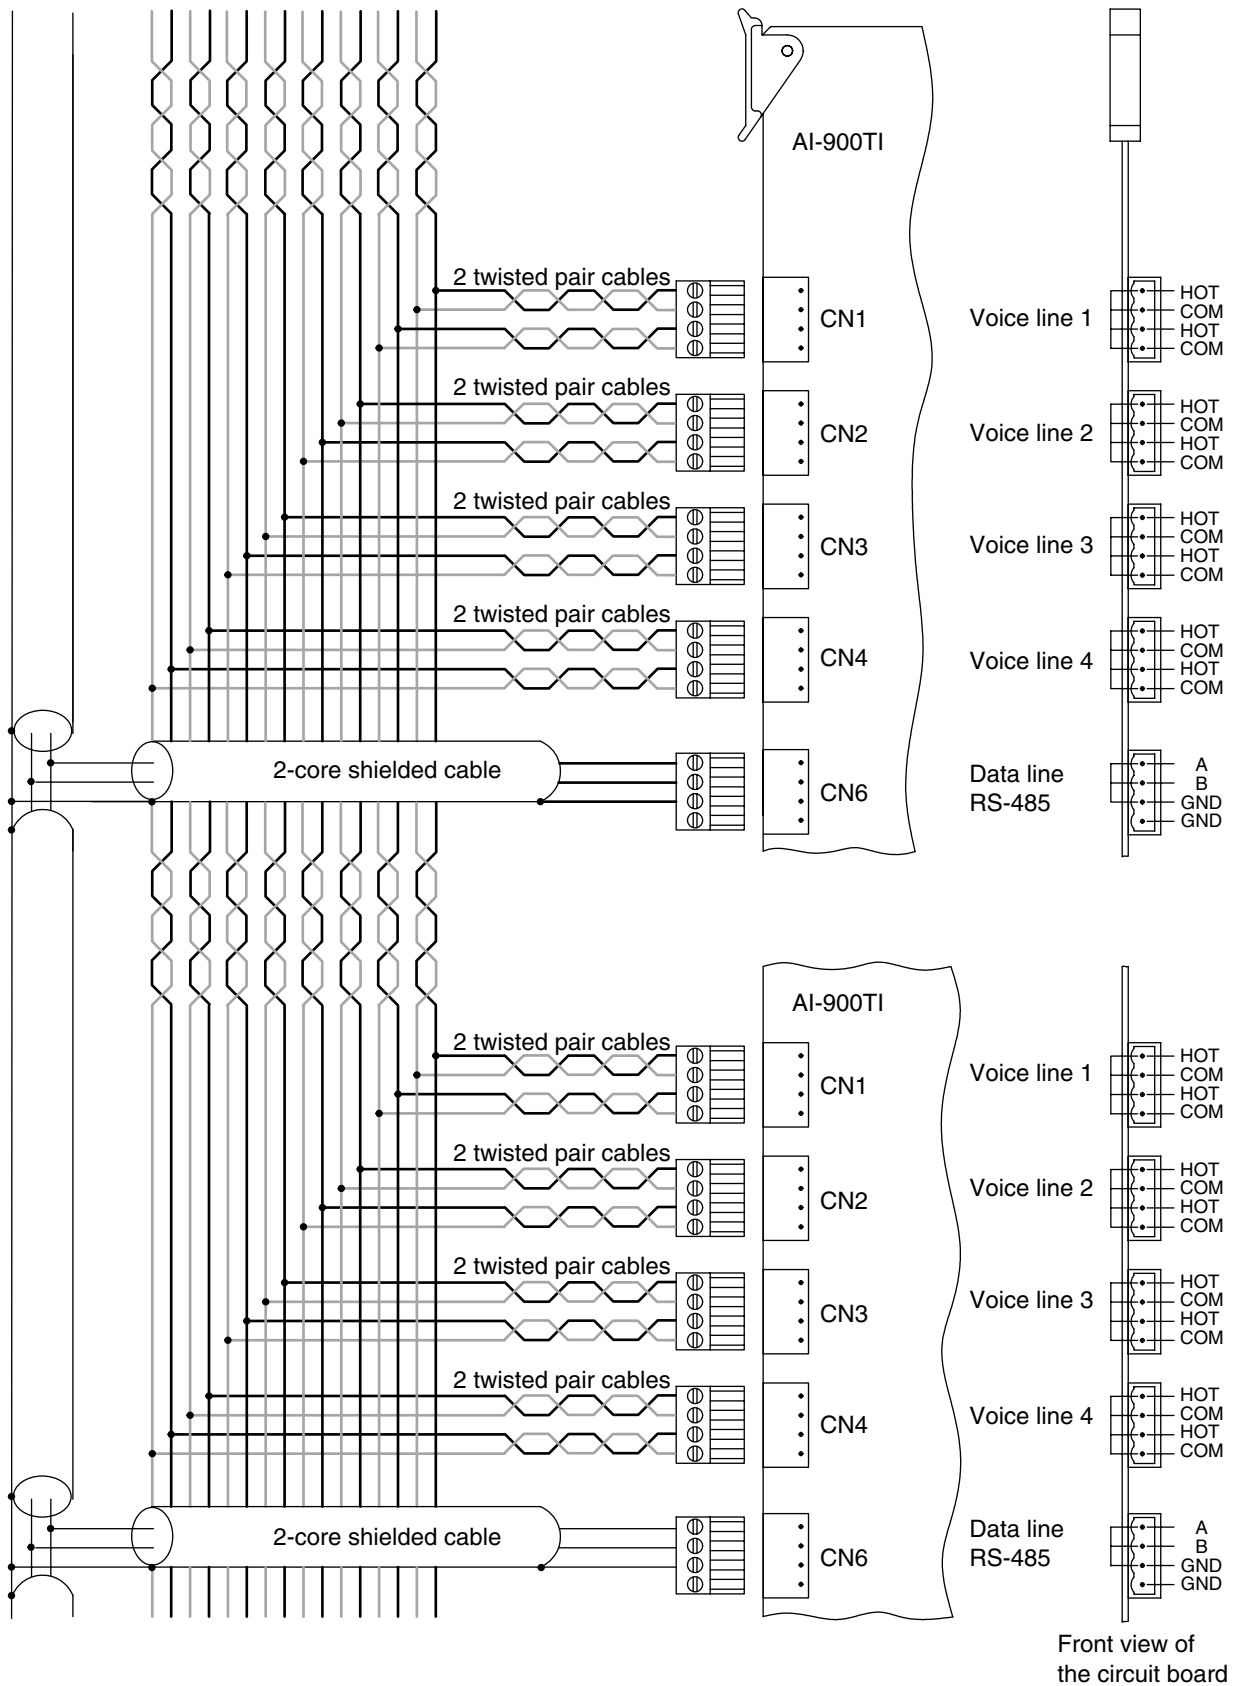 AI-900TI
2 twisted pair cables
CN1
Voice line 1
HOT
COM
HOT
COM
2 twisted pair cables
CN2
Voice line 2
HOT
COM
HOT
COM
2 twisted pair cables
CN3
Voice line 3
HOT
COM
HOT
COM
2 twisted pair cables
CN4
Voice line 4
HOT
COM
HOT
COM
2-core shielded cable
CN6
Data line
RS-485
A
B
GND
GND
AI-900TI
2 twisted pair cables
CN1
Voice line 1
HOT
COM
HOT
COM
2 twisted pair cables
CN2
Voice line 2
HOT
COM
HOT
COM
2 twisted pair cables
CN3
Voice line 3
HOT
COM
HOT
COM
2 twisted pair cables
CN4
Voice line 4
HOT
COM
HOT
COM
2-core shielded cable
CN6
Data line
RS-485
A
B
GND
GND
Front view of
the circuit board